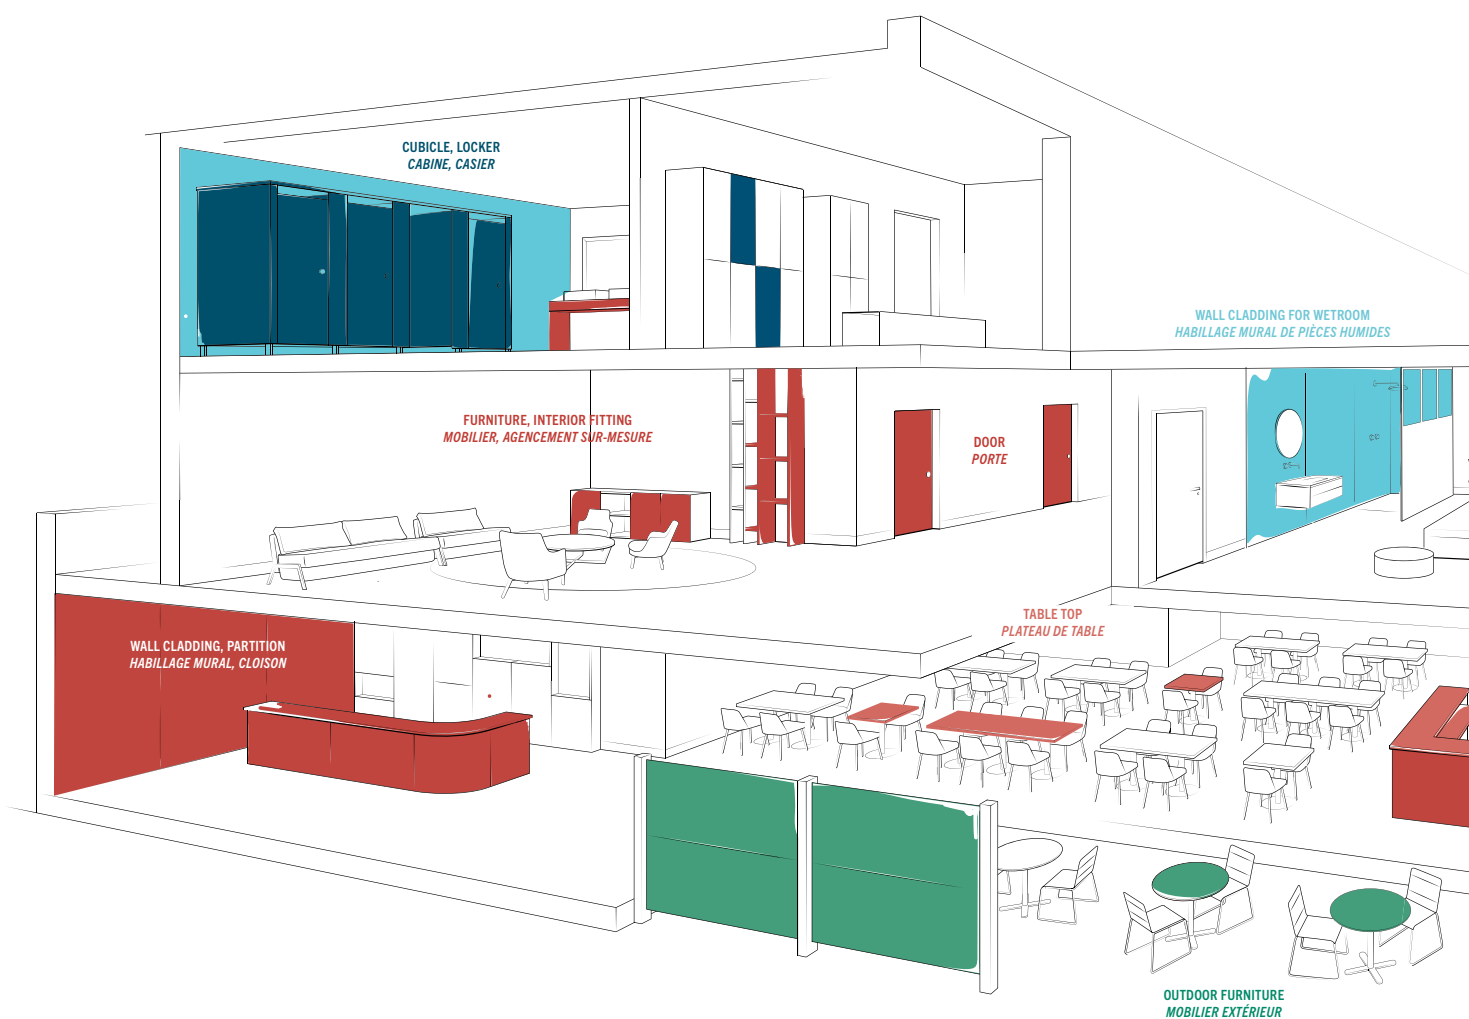 CUBICLE, LOCKER
CABINE, CASIER
WALL CLADDING FOR WETROOM
HABILLAGE MURAL DE PIÈCES HUMIDES
FURNITURE, INTERIOR FITTING
MOBILIER, AGENCEMENT SUR-MESURE
DOOR
PORTE
TABLE TOP
PLATEAU DE TABLE
WALL CLADDING, PARTITION
HABILLAGE MURAL, CLOISON
OUTDOOR FURNITURE
MOBILIER EXTÉRIEUR